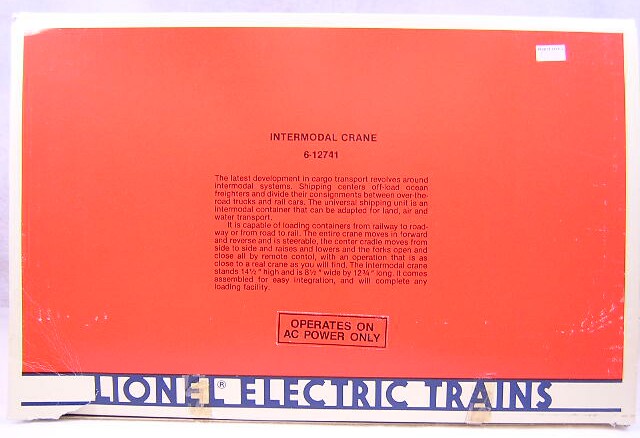 INTERMODAL CRANE
6-12741
The latest development in cargo transport revolves around
intermodal systems. Shipping centers off-load ocean
freighters and divide their consignments between over-the-
road trucks and rail cars. The universal shipping unit is an
intermodal container that can be adapted for land, air and
water transport.
It is capable of loading containers from railway to road-
way or from road to rail. The entire crane moves in forward
and reverse and is steerable, the center cradle moves from
side to side and raises and lowers and the forks open and
close all by remote contol, with an operation that is as
close to a real crane as you will find. The intermodal crane
stands 14½" high and is 8½" wide by 12¾" long. It comes
assembled for easy integration, and will complete any
loading facility.
OPERATES ON
AC POWER ONLY
LIONEL® ELECTRIC TRAINS